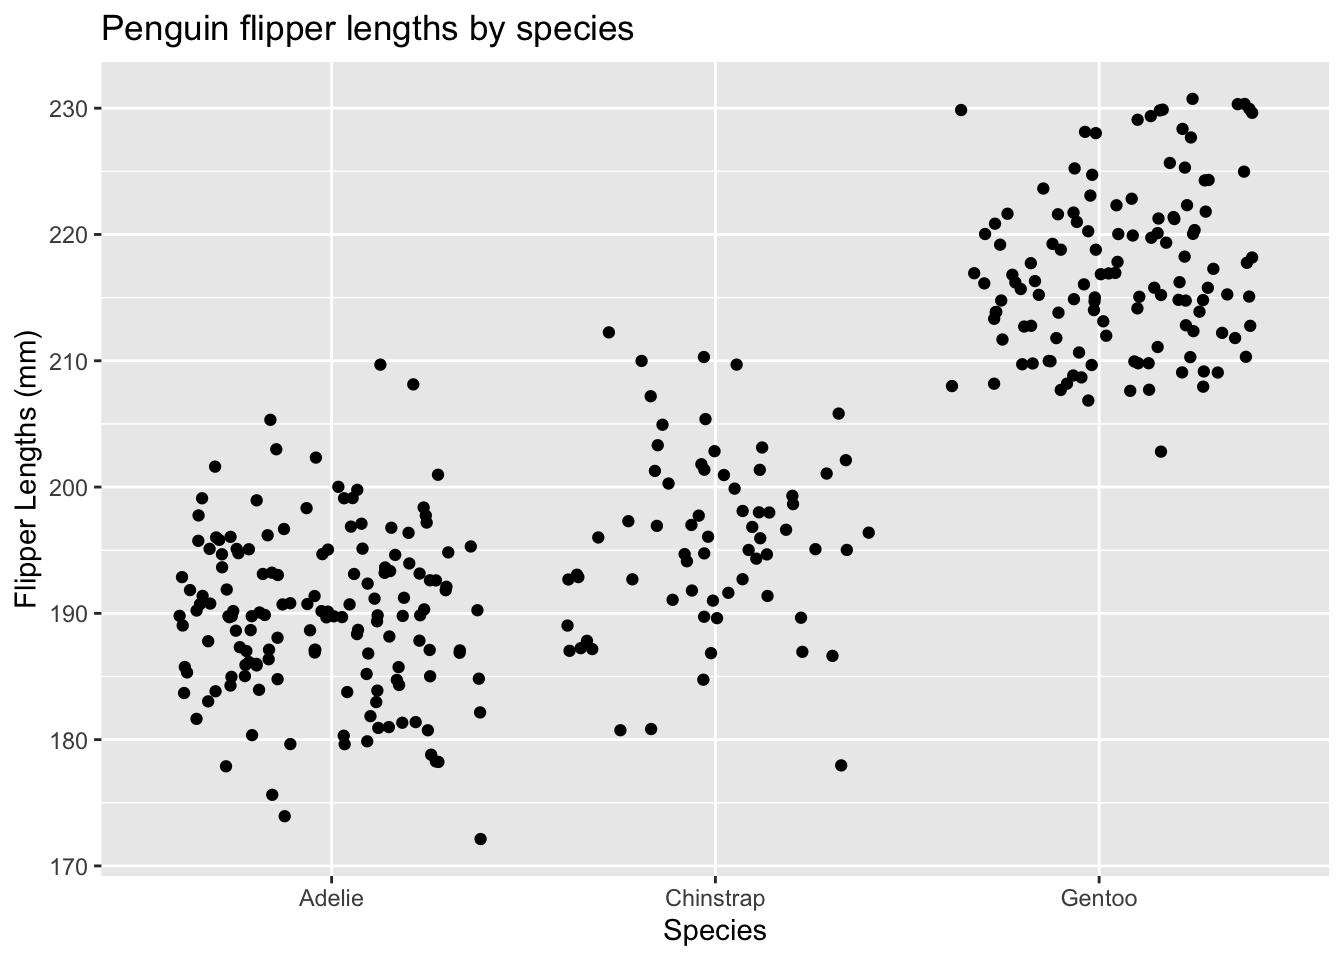 Penguin flipper lengths by species
Flipper Lengths (mm)
230
220
210
200
190
180
170
Adelie
Chinstrap
Gentoo
Species